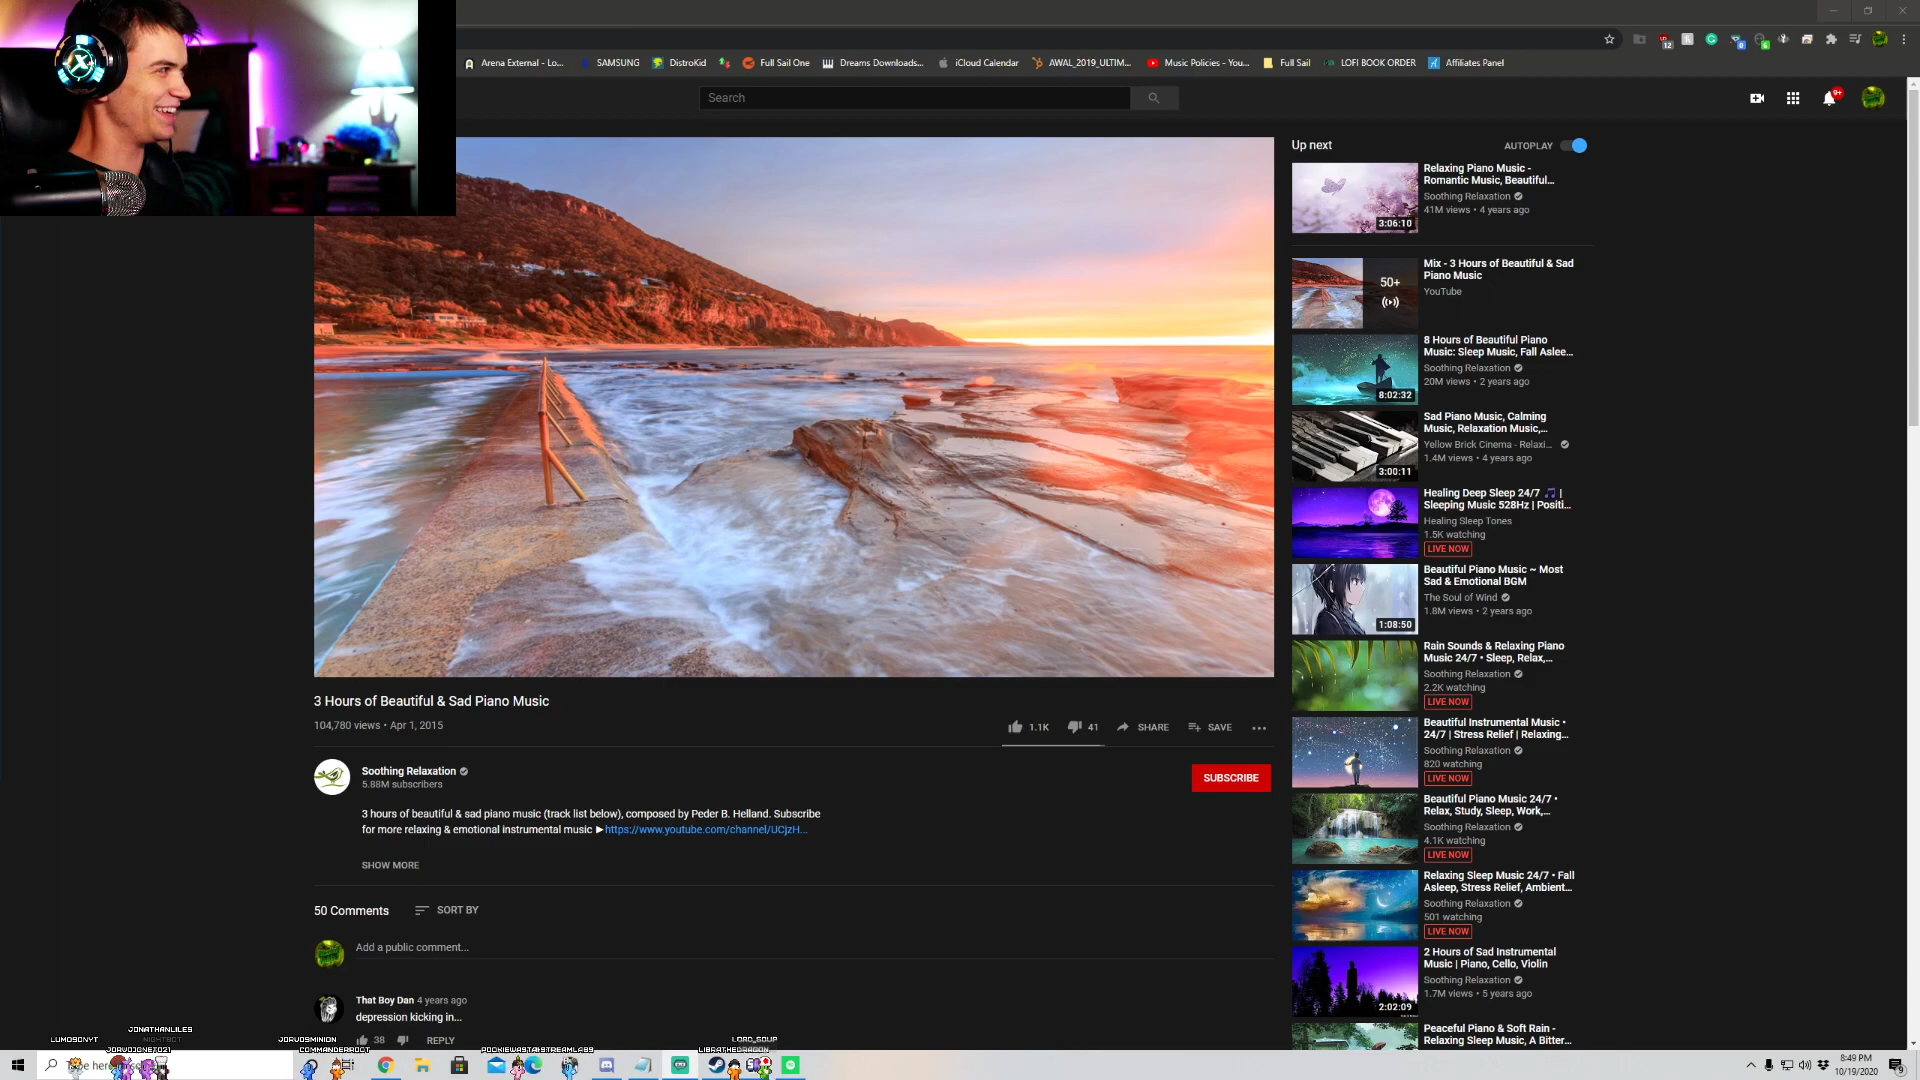 Arena External - Lo...
SAMSUNG
DistroKid
Full Sail One
Dreams Downloads...
iCloud Calendar
AWAL_2019_ULTIM...
Music Policies - You...
Full Sail
LOFI BOOK ORDER
Affiliates Panel
12
0
6
Search
9+
Up next
AUTOPLAY
Relaxing Piano Music -
Romantic Music, Beautiful...
Soothing Relaxation
41M views • 4 years ago
3:06:10
Mix - 3 Hours of Beautiful & Sad
Piano Music
YouTube
50+
8 Hours of Beautiful Piano
Music: Sleep Music, Fall Aslee...
Soothing Relaxation
20M views • 2 years ago
8:02:32
Sad Piano Music, Calming
Music, Relaxation Music,...
Yellow Brick Cinema - Relaxi...
1.4M views • 4 years ago
3:00:11
Healing Deep Sleep 24/7 🎵 |
Sleeping Music 528Hz | Positi...
Healing Sleep Tones
1.5K watching
LIVE NOW
Beautiful Piano Music ~ Most
Sad & Emotional BGM
The Soul of Wind
1.8M views • 2 years ago
1:08:50
Rain Sounds & Relaxing Piano
Music 24/7 • Sleep, Relax,...
Soothing Relaxation
2.2K watching
LIVE NOW
Beautiful Instrumental Music •
24/7 | Stress Relief | Relaxing...
Soothing Relaxation
820 watching
LIVE NOW
Beautiful Piano Music 24/7 •
Relax, Study, Sleep, Work,...
Soothing Relaxation
4.1K watching
LIVE NOW
Relaxing Sleep Music 24/7 • Fall
Asleep, Stress Relief, Ambient...
Soothing Relaxation
501 watching
LIVE NOW
2 Hours of Sad Instrumental
Music | Piano, Cello, Violin
Soothing Relaxation
1.7M views • 5 years ago
2:02:09
Peaceful Piano & Soft Rain -
Relaxing Sleep Music, A Bitter...
3 Hours of Beautiful & Sad Piano Music
104,780 views • Apr 1, 2015
1.1K
41
SHARE
SAVE
Soothing Relaxation
5.88M subscribers
SUBSCRIBE
3 hours of beautiful & sad piano music (track list below), composed by Peder B. Helland. Subscribe
for more relaxing & emotional instrumental music ►https://www.youtube.com/channel/UCjzH...
SHOW MORE
50 Comments
SORT BY
Add a public comment...
That Boy Dan 4 years ago
depression kicking in...
38
REPLY
JONATHANLILES
LUMOSONYT
NIGHTBOT
JORVOSMINION
COMMANDERROOT
LORD_SOUP
LIBRATHEDRAGON
8:49 PM
10/19/2020
9